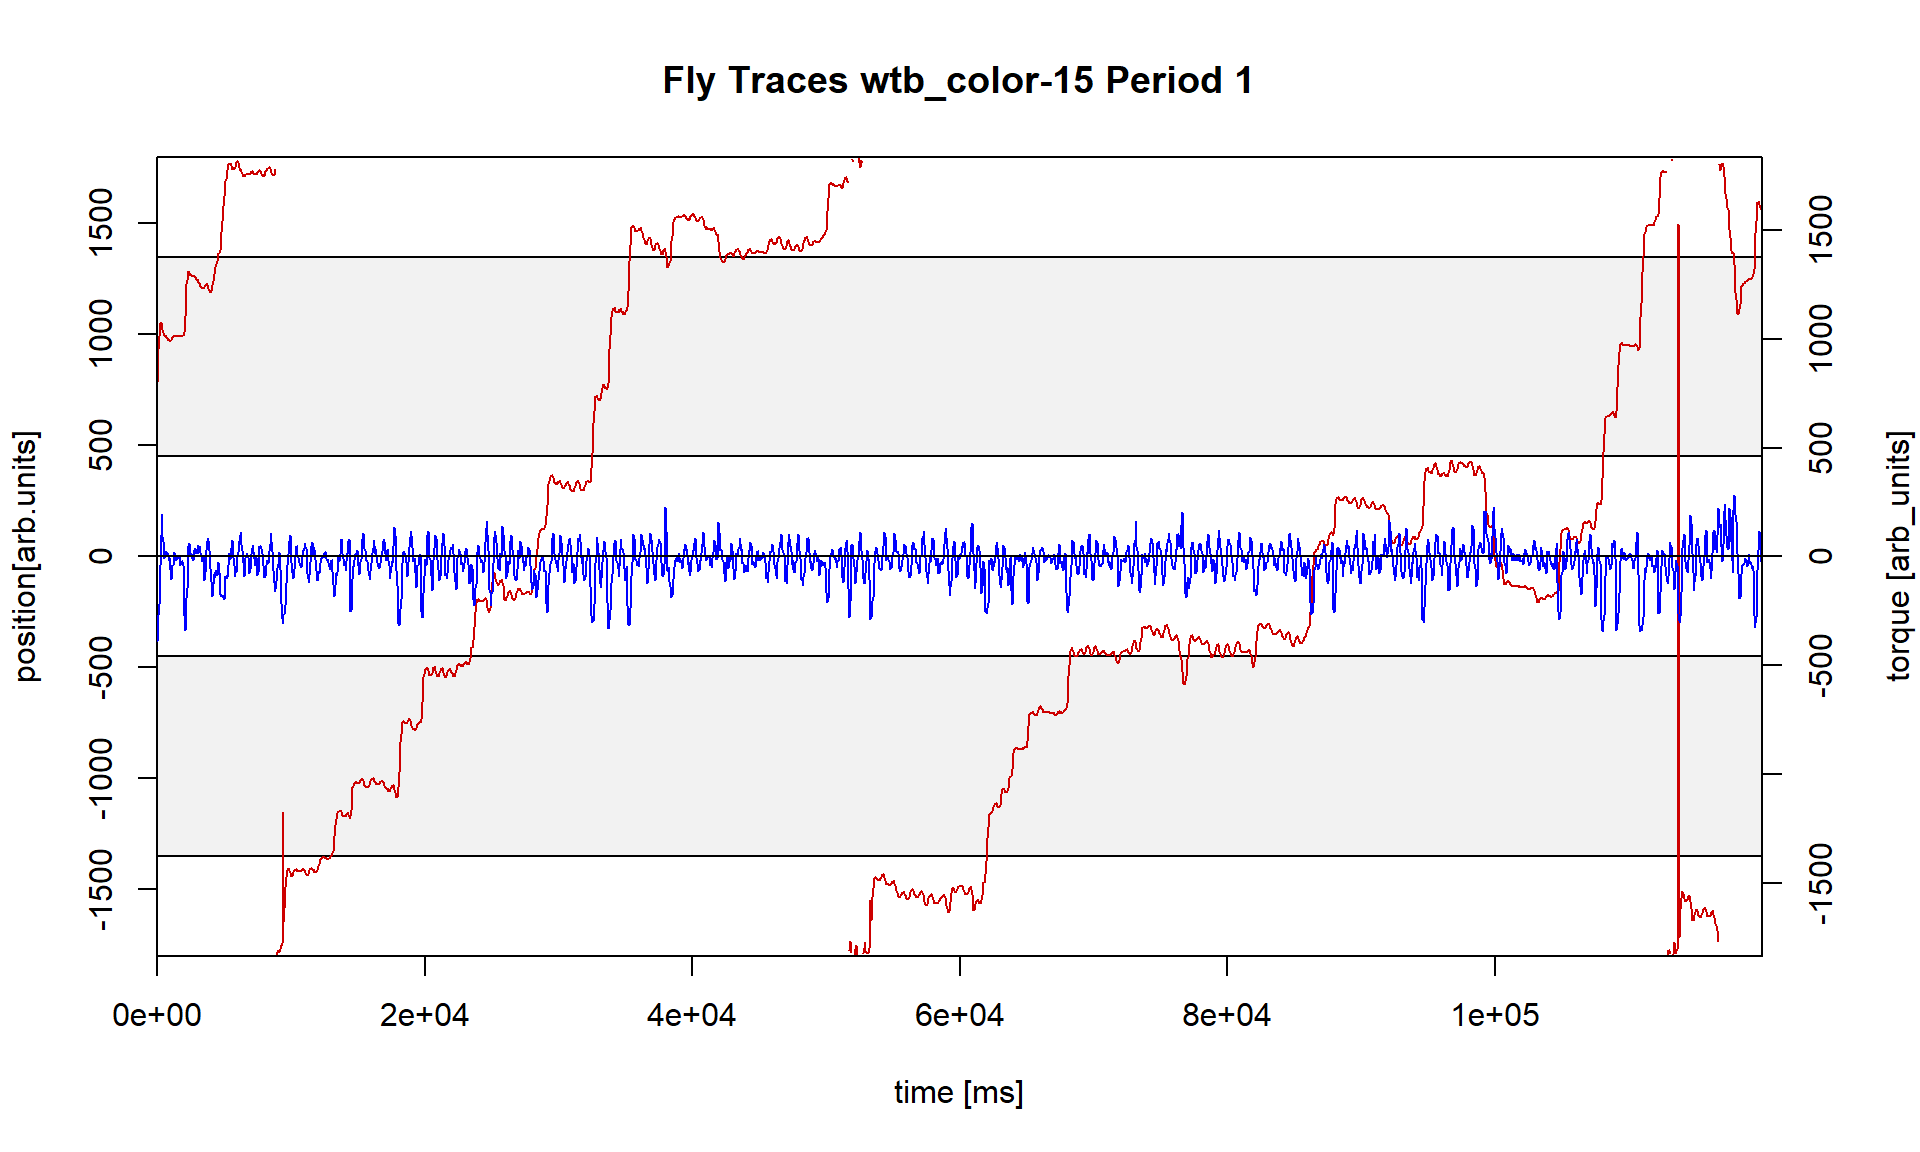 Fly Traces wtb_color-15 Period 1
position[arb.units]
1500
1000
500
0
-500
-1000
-1500
1500
1000
500
0
-500
-1500
torque [arb_units]
0e+00 2e+04 4e+04 6e+04 8e+04 1e+05
time [ms]